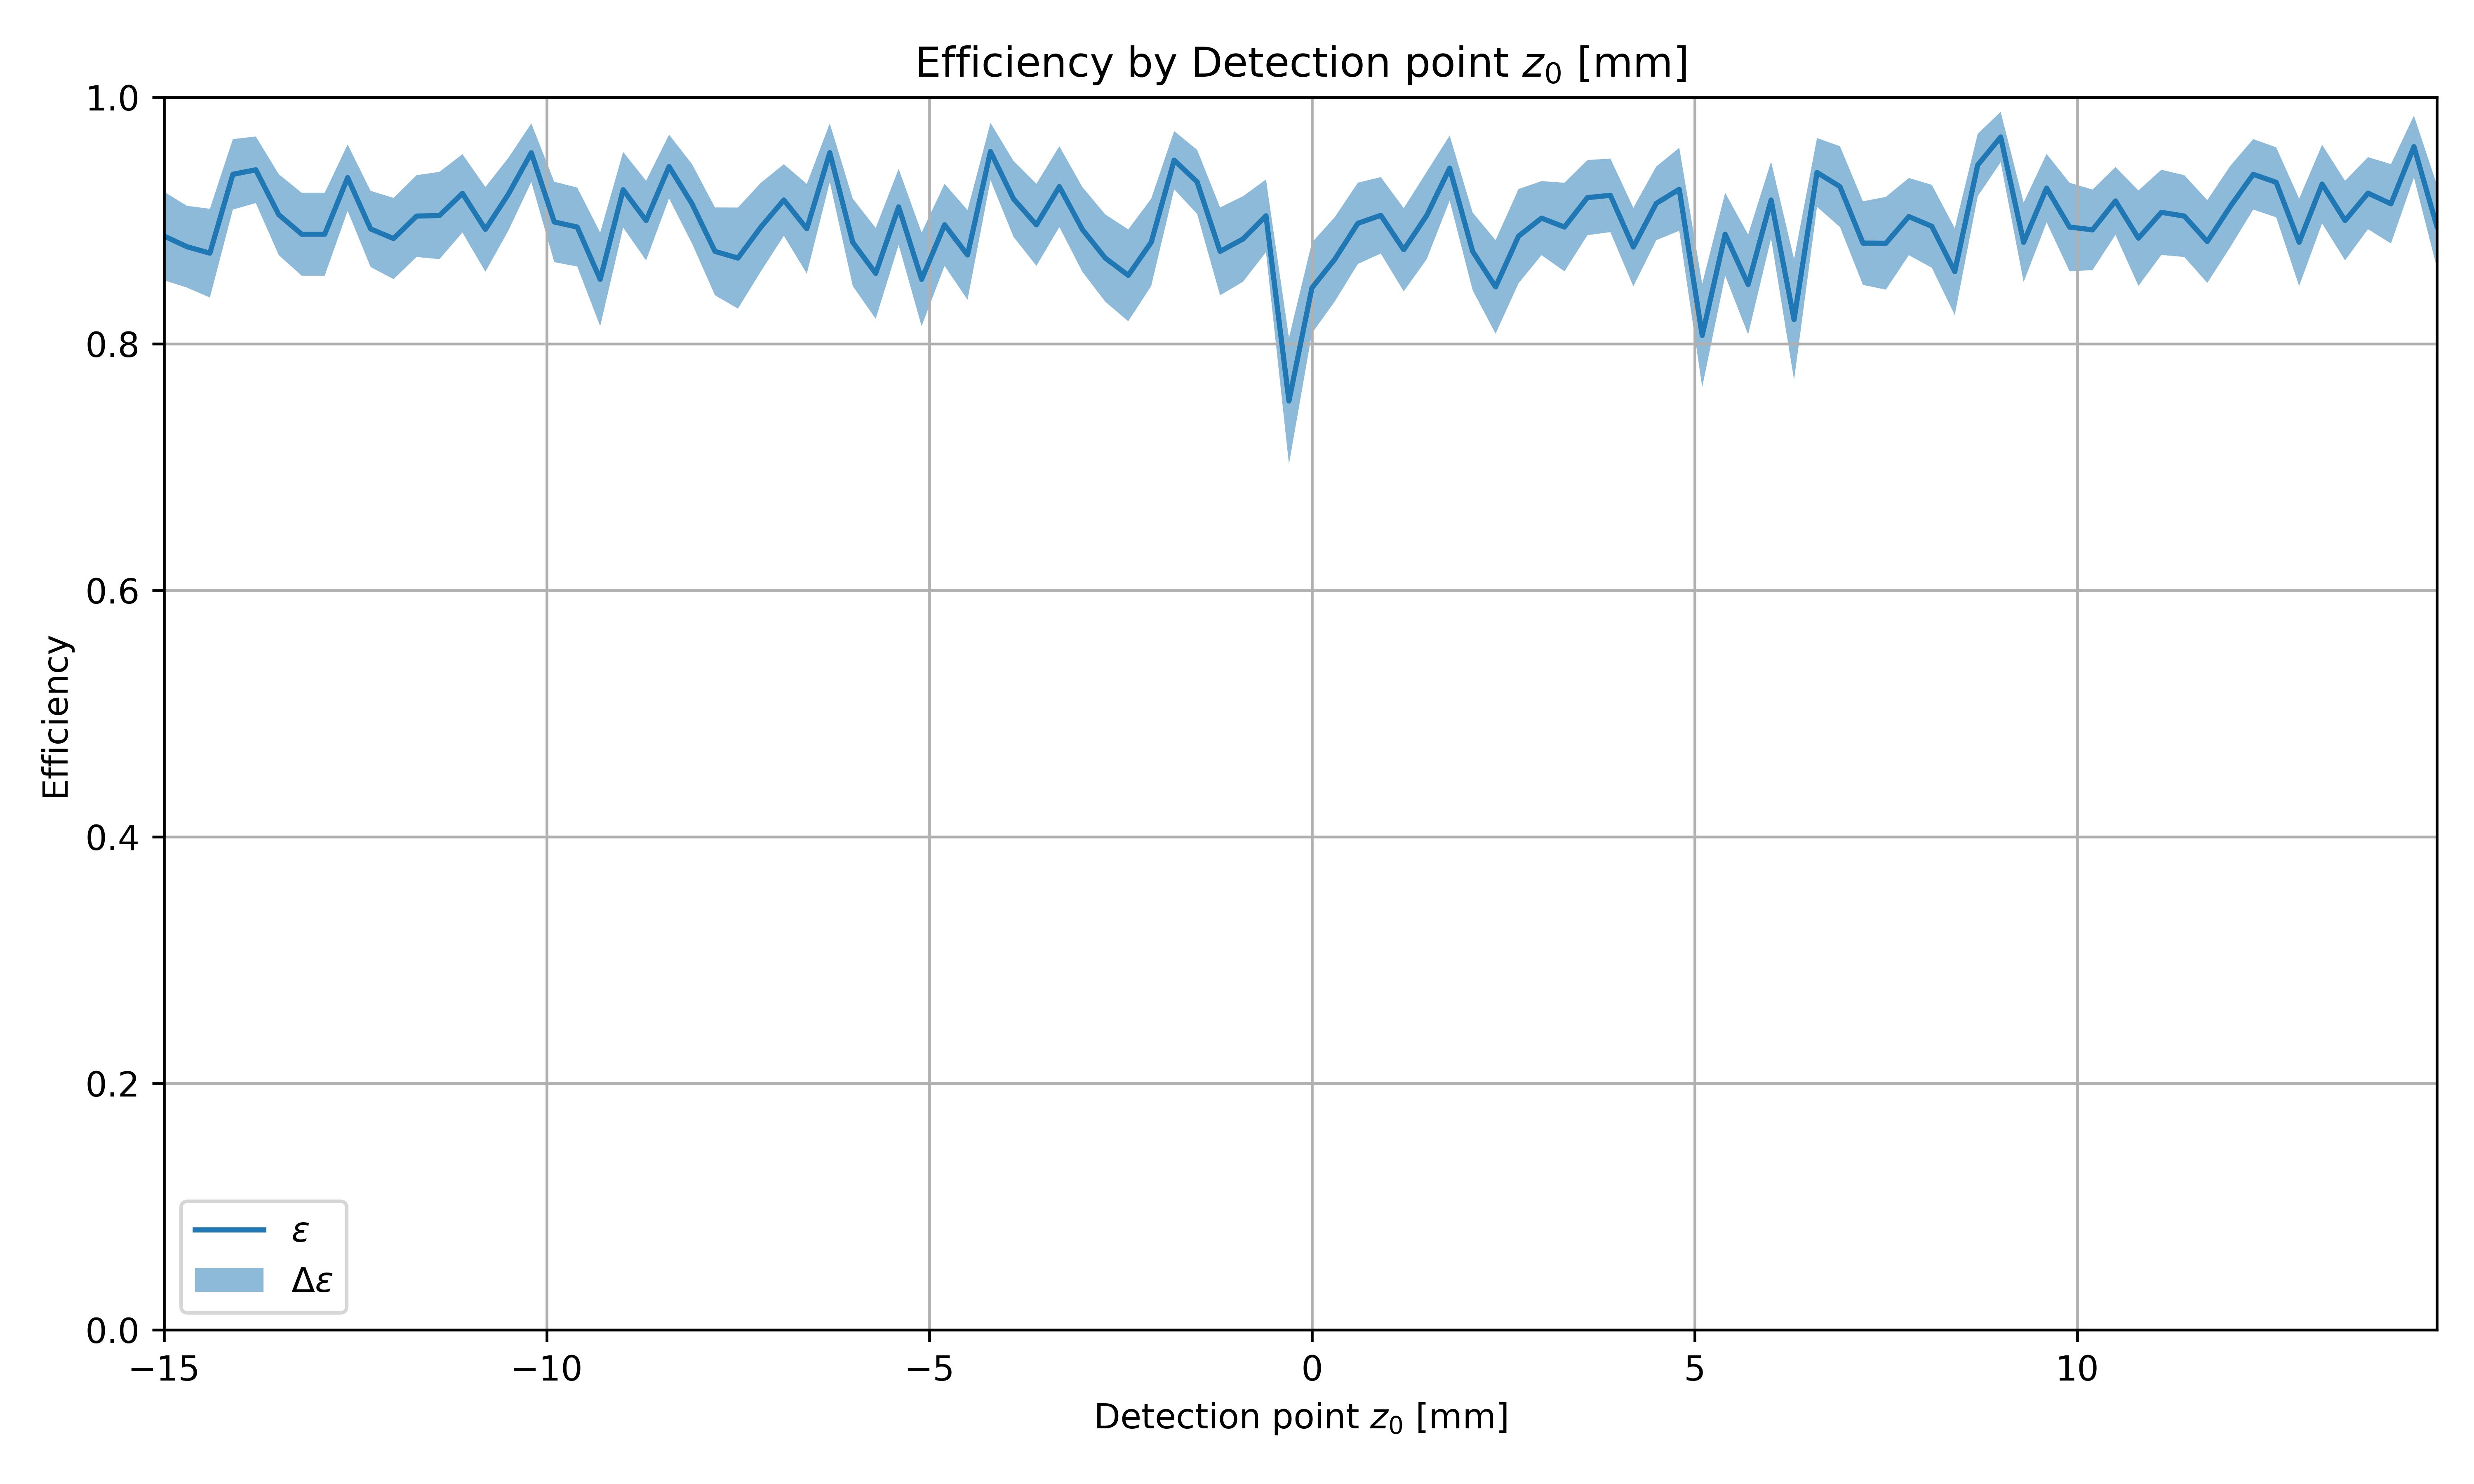 Efficiency by Detection point z₀ [mm]
1.0
0.8
0.6
0.4
0.2
0.0
Efficiency
ε
Δε
−15
−10
−5
0
5
10
Detection point z₀ [mm]